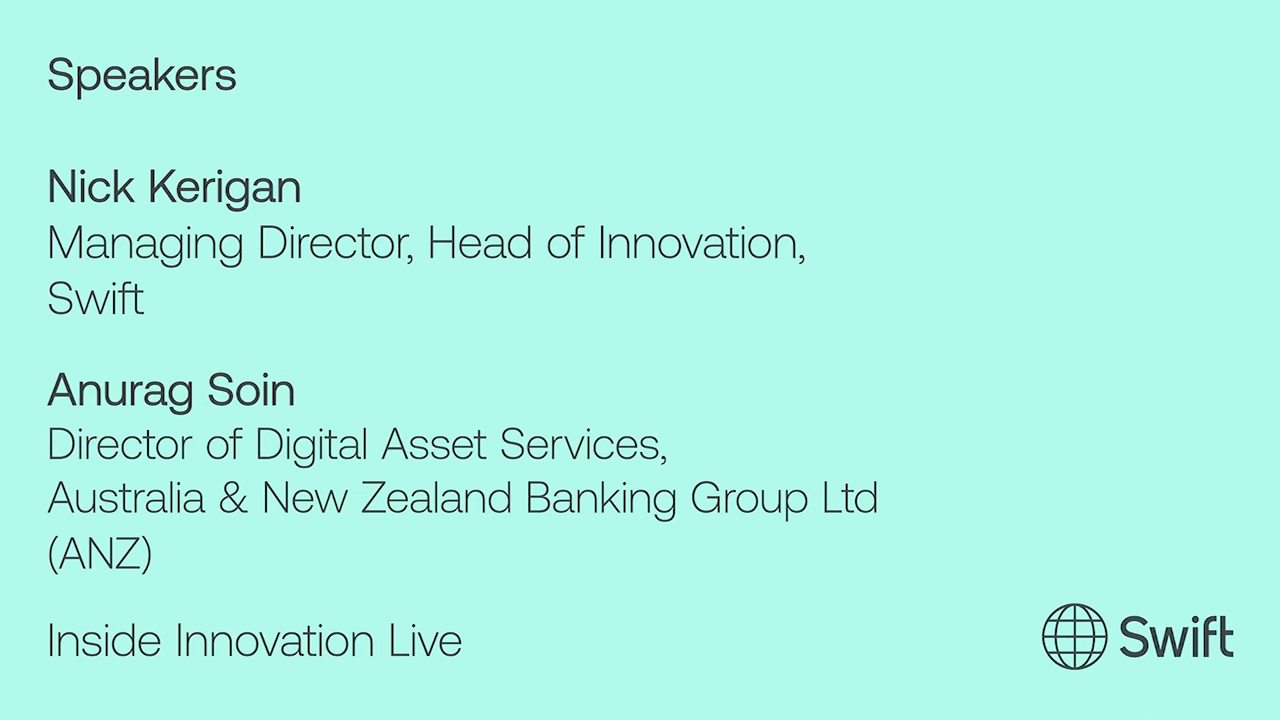 Speakers
Nick Kerigan
Managing Director, Head of Innovation,
Swift
Anurag Soin
Director of Digital Asset Services,
Australia & New Zealand Banking Group Ltd
(ANZ)
Inside Innovation Live
Swift